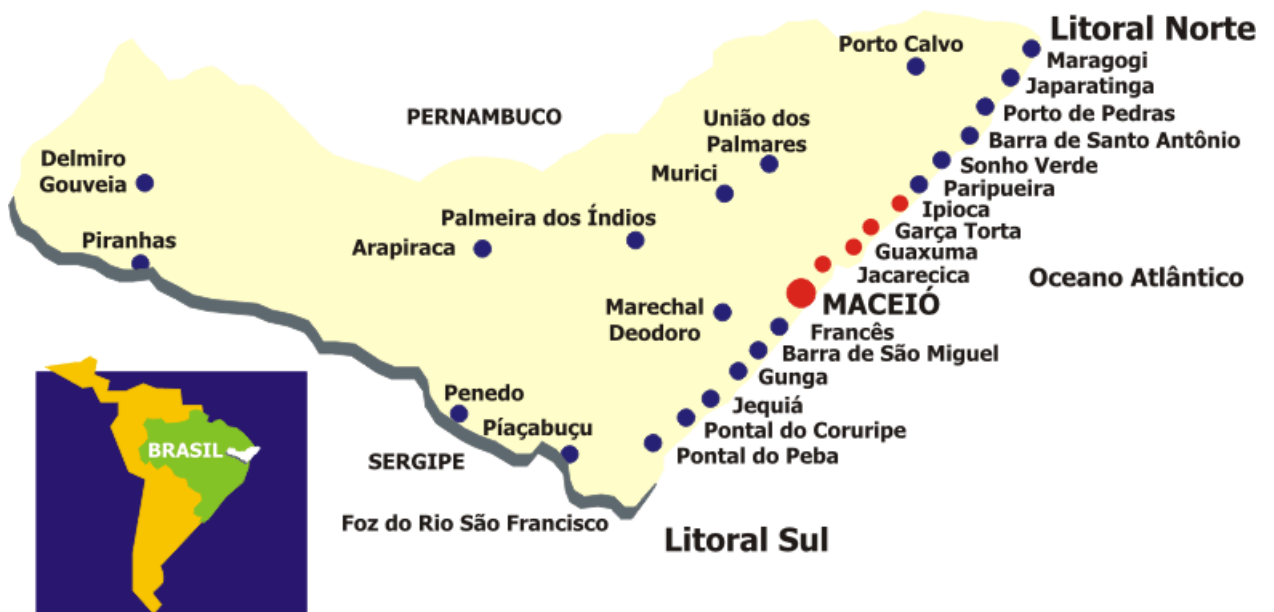 Litoral Norte
Porto Calvo
Maragogi
Japaratinga
PERNAMBUCO
União dos
Palmares
Porto de Pedras
Barra de Santo Antônio
Delmiro
Gouveia
Murici
Sonho Verde
Paripueira
Ipioca
Palmeira dos Índios
Garça Torta
Piranhas
Arapiraca
Guaxuma
Jacarecica
Oceano Atlântico
MACEIÓ
Marechal
Deodoro
Francês
Barra de São Miguel
Gunga
Penedo
Jequiá
Píaçabuçu
Pontal do Coruripe
BRASIL
SERGIPE
Pontal do Peba
Foz do Rio São Francisco
Litoral Sul